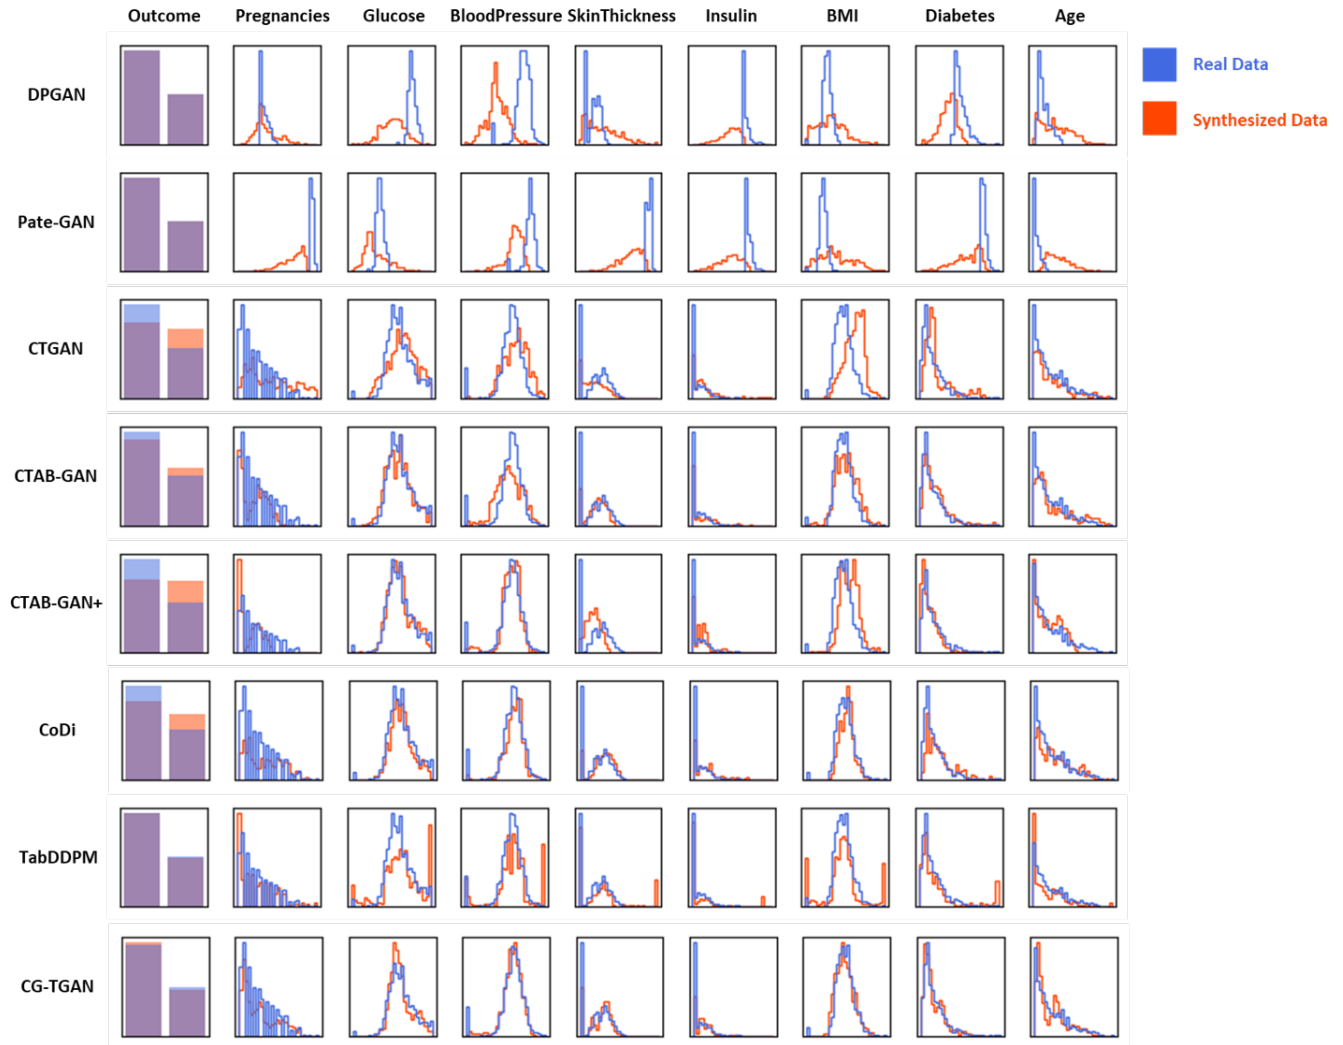 Outcome Pregnancies Glucose BloodPressure SkinThickness Insulin BMI Diabetes Age
DPGAN
Real Data
Synthesized Data
Pate-GAN
CTGAN
CTAB-GAN
CTAB-GAN+
CoDi
TabDDPM
CG-TGAN